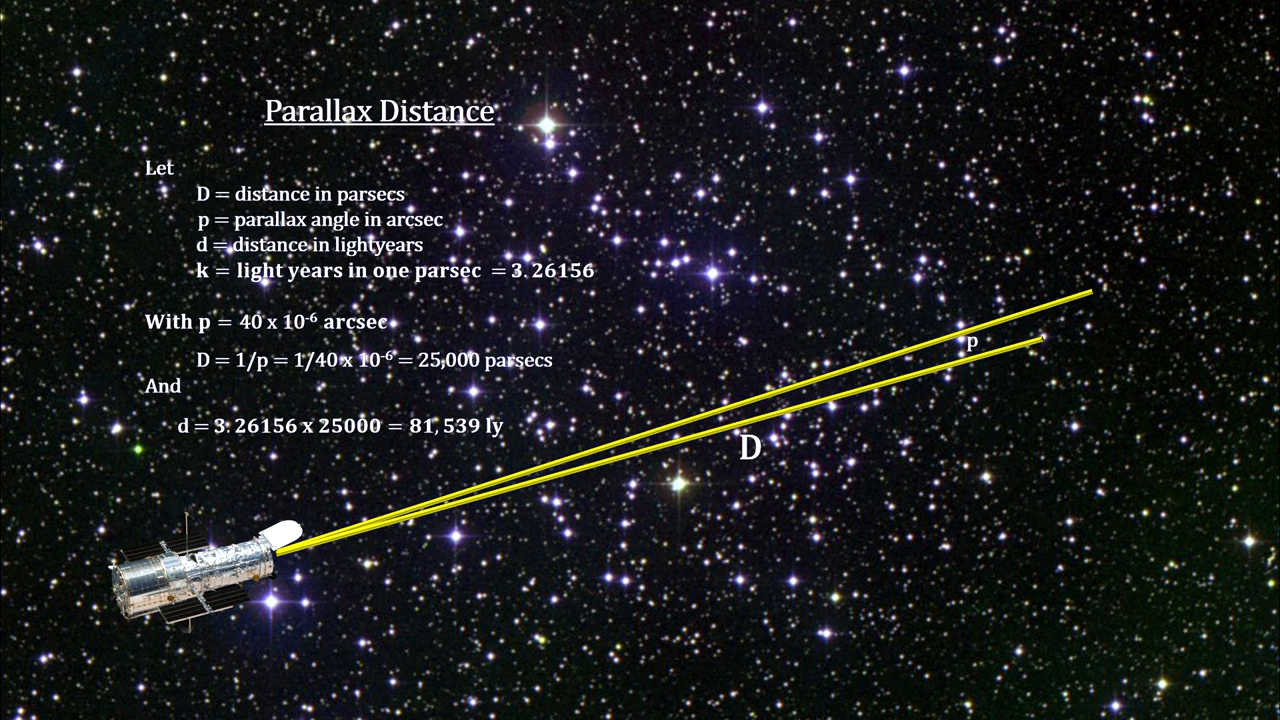 Parallax Distance
Let
D = distance in parsecs
p = parallax angle in arcsec
d = distance in lightyears
k = light years in one parsec = 3.26156
With p = 40 x 10⁻⁶ arcsec
D = 1/p = 1/40 x 10⁻⁶ = 25,000 parsecs
And
d = 3.26156 x 25000 = 81,539 ly
p
D